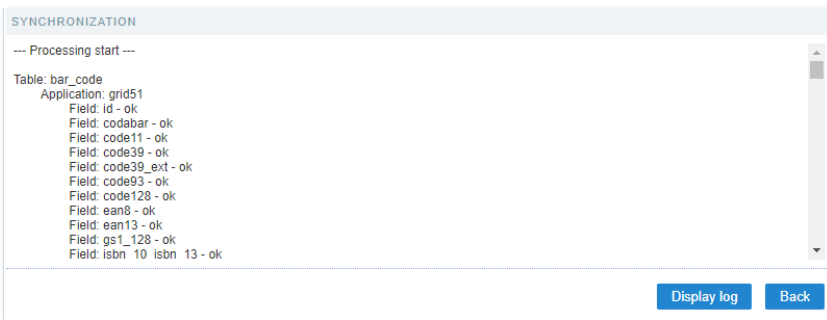 SYNCHRONIZATION
--- Processing start ---
Table: bar_code
Application: grid51
Field: id - ok
Field: codabar - ok
Field: code11 - ok
Field: code39 - ok
Field: code39_ext - ok
Field: code93 - ok
Field: code128 - ok
Field: ean8 - ok
Field: ean13 - ok
Field: gs1_128 - ok
Field: isbn_10_isbn_13 - ok
Display log
Back